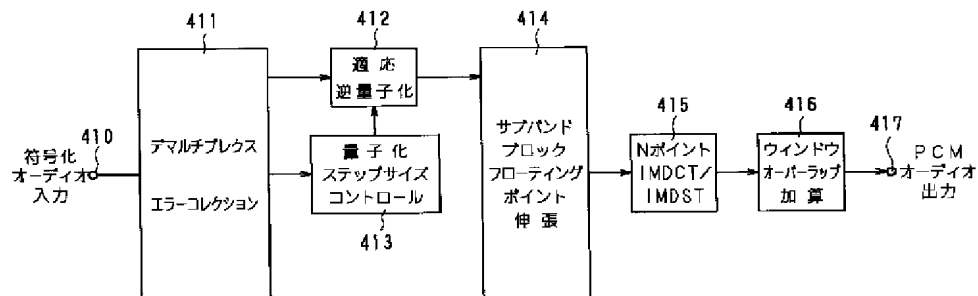 410
符号化
オーディオ
入力
411
デマルチプレクス
エラーコレクション
412
適応
逆量子化
量子化
ステップサイズ
コントロール
413
414
サブバンド
ブロック
フローティング
ポイント
伸張
415
Nポイント
IMDCT/
IMDST
416
ウィンドウ
オーバーラップ
加算
417
PCM
オーディオ
出力